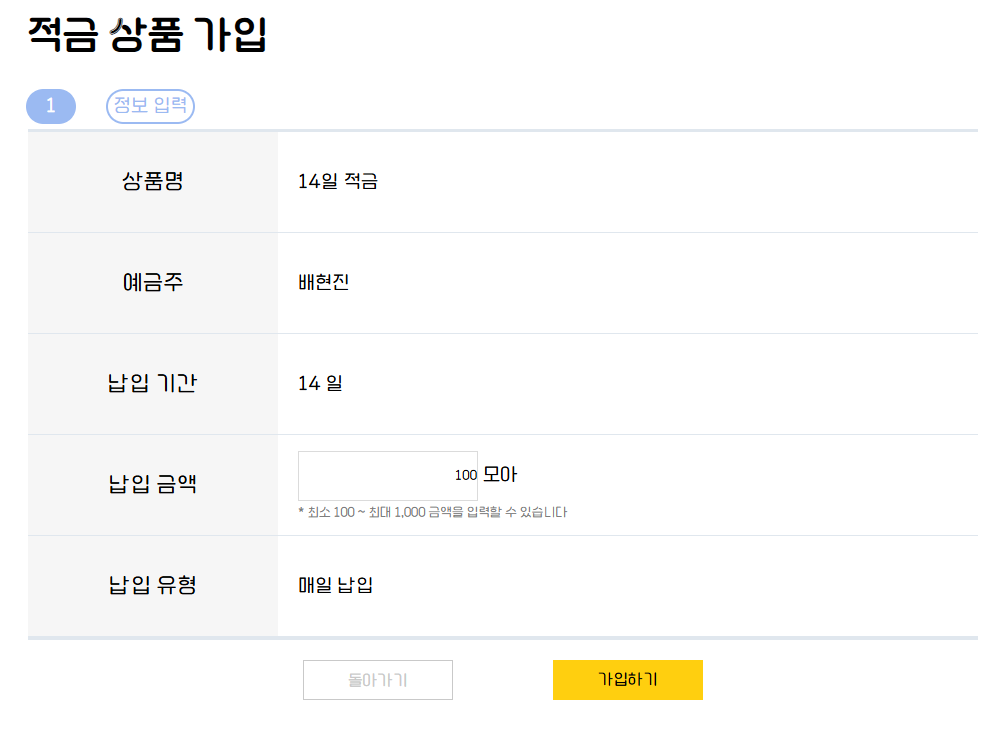 적금 상품 가입
1 정보 입력
상품명 14일 적금
예금주 배현진
납입 기간 14 일
납입 금액 100 모아
* 최소 100 ~ 최대 1,000 금액을 입력할 수 있습니다
납입 유형 매일 납입
돌아가기 가입하기